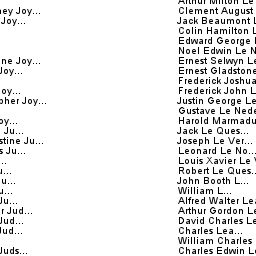 Arthur Milton Le
ney Joy... Clement August
Joy... Jack Beaumont L
Colin Hamilton L
Edward George
Noel Edwin Le N
ne Joy... Ernest Selwyn Le
Joy... Ernest Gladstone
Frederick Joshua
oy... Frederick John L
pher Joy... Justin George Le
Gustave Le Nede
oy... Harold Marmadu
Ju... Jack Le Ques...
stine Ju... Joseph Le Ver...
s Ju... Leonard Le No...
... Louis Xavier Le V
u... Robert Le Ques...
u... John Booth L...
u... William L...
Ju... Alfred Walter Lea
r Jud... Arthur Gordon Le
Jud... David Charles Le
Jud... Charles Lea...
William Charles
Juds... Charles Edwin Le